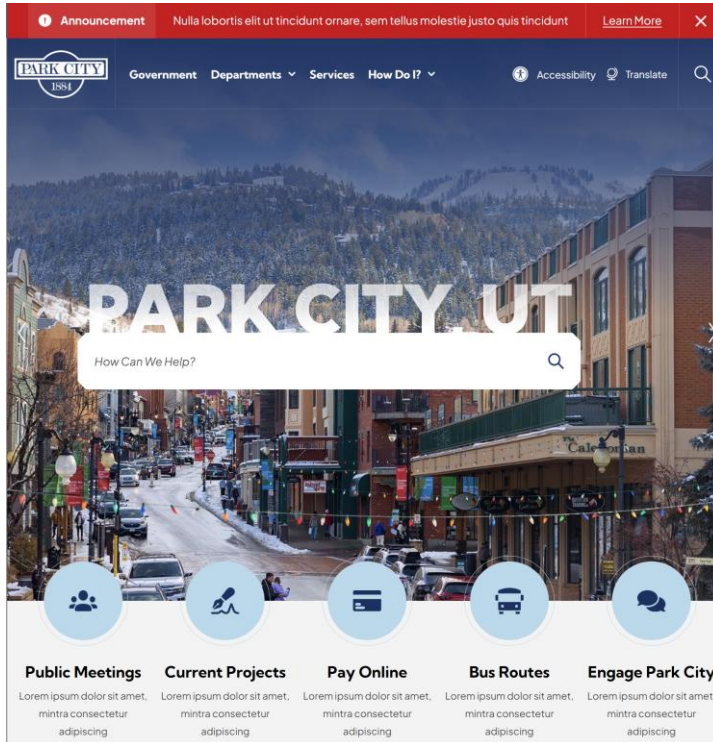 Announcement Nulla lobortis elit ut tincidunt ornare, sem tellus molestie justo quis tincidunt Learn More
PARK CITY
1884
Government Departments Services How Do I? Accessibility Translate
PARK CITY, UT
How Can We Help?
The
Caledonian
Public Meetings Current Projects Pay Online Bus Routes Engage Park City
Lorem ipsum dolor sit amet, Lorem ipsum dolor sit amet, Lorem ipsum dolor sit amet, Lorem ipsum dolor sit amet, Lorem ipsum dolor sit amet
mintra consectetur mintra consectetur mintra consectetur mintra consectetur mintra consectetur
adipiscing adipiscing adipiscing adipiscing adipiscing